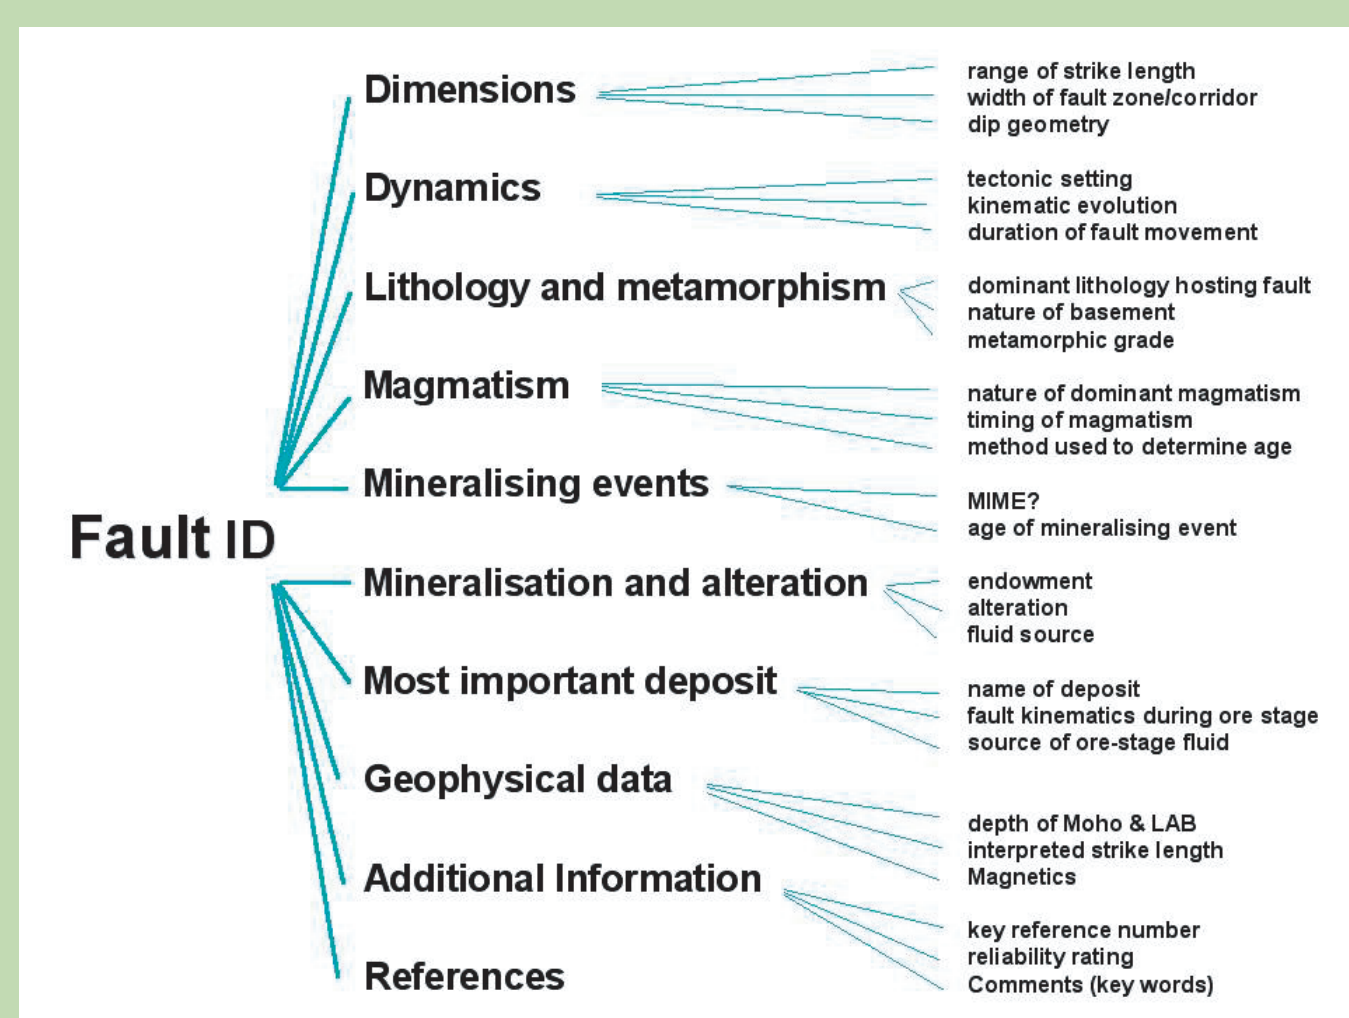 Fault ID
Dimensions
range of strike length
width of fault zone/corridor
dip geometry
Dynamics
tectonic setting
kinematic evolution
duration of fault movement
Lithology and metamorphism
dominant lithology hosting fault
nature of basement
metamorphic grade
Magmatism
nature of dominant magmatism
timing of magmatism
method used to determine age
Mineralising events
MIME?
age of mineralising event
Mineralisation and alteration
endowment
alteration
fluid source
Most important deposit
name of deposit
fault kinematics during ore stage
source of ore-stage fluid
Geophysical data
depth of Moho & LAB
interpreted strike length
Magnetics
Additional Information
key reference number
reliability rating
Comments (key words)
References